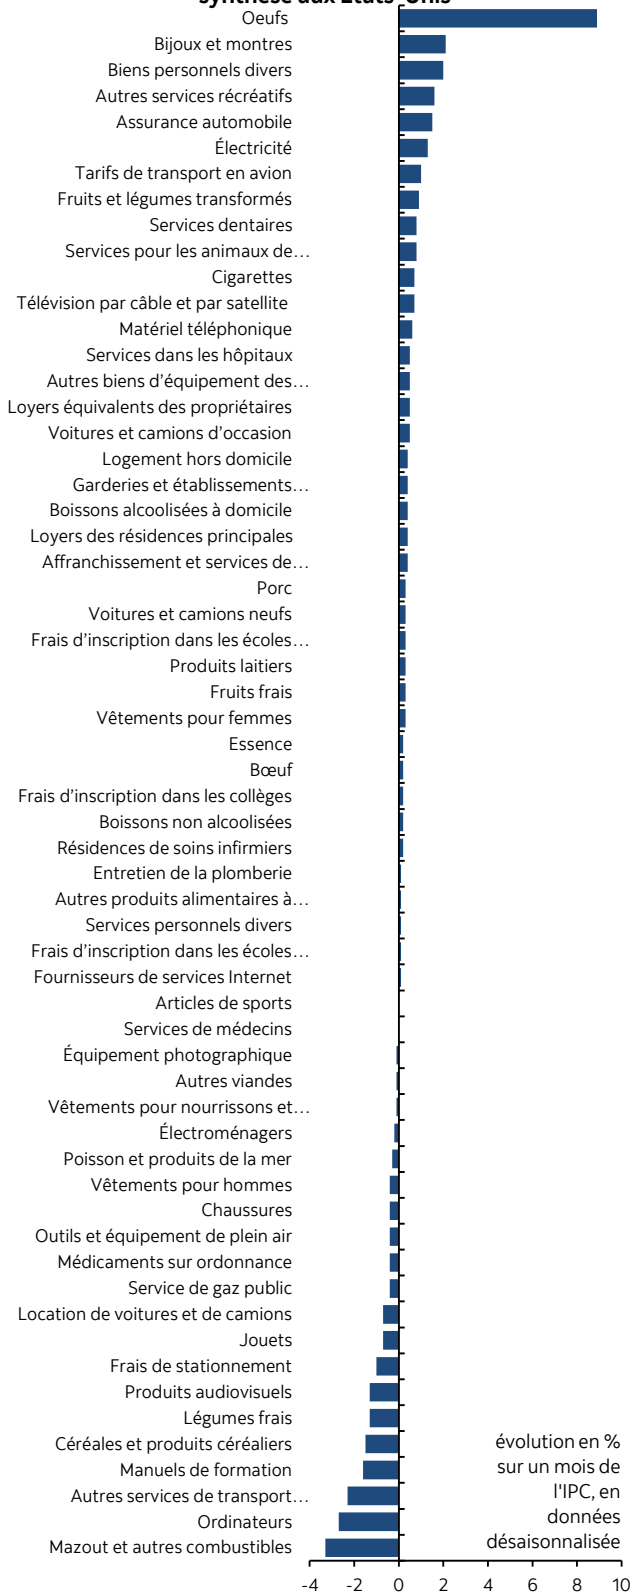 synthèse aux États-Unis
Oeufs
Bijoux et montres
Biens personnels divers
Autres services récréatifs
Assurance automobile
Électricité
Tarifs de transport en avion
Fruits et légumes transformés
Services dentaires
Services pour les animaux de…
Cigarettes
Télévision par câble et par satellite
Matériel téléphonique
Services dans les hôpitaux
Autres biens d’équipement des…
Loyers équivalents des propriétaires
Voitures et camions d’occasion
Logement hors domicile
Garderies et établissements…
Boissons alcoolisées à domicile
Loyers des résidences principales
Affranchissement et services de…
Porc
Voitures et camions neufs
Frais d’inscription dans les écoles…
Produits laitiers
Fruits frais
Vêtements pour femmes
Essence
Bœuf
Frais d’inscription dans les collèges
Boissons non alcoolisées
Résidences de soins infirmiers
Entretien de la plomberie
Autres produits alimentaires à…
Services personnels divers
Frais d’inscription dans les écoles…
Fournisseurs de services Internet
Articles de sports
Services de médecins
Équipement photographique
Autres viandes
Vêtements pour nourrissons et…
Électroménagers
Poisson et produits de la mer
Vêtements pour hommes
Chaussures
Outils et équipement de plein air
Médicaments sur ordonnance
Service de gaz public
Location de voitures et de camions
Jouets
Frais de stationnement
Produits audiovisuels
Légumes frais
Céréales et produits céréaliers
Manuels de formation
Autres services de transport…
Ordinateurs
Mazout et autres combustibles
évolution en %
sur un mois de
l'IPC, en
données
désaisonnalisée
-4 -2 0 2 4 6 8 10